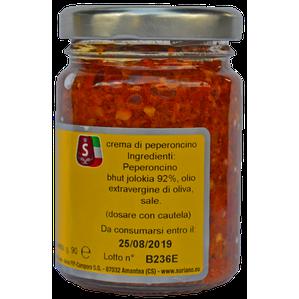 S
crema di peperoncino
Ingredienti:
Peperoncino
bhut jolokia 92%, olio
extravergine di oliva,
sale.
(dosare con cautela)
Da consumarsi entro il:
25/08/2019
Lotto n° B236E
g. 90 e
87032 Amantea (CS) - www.suriano.eu